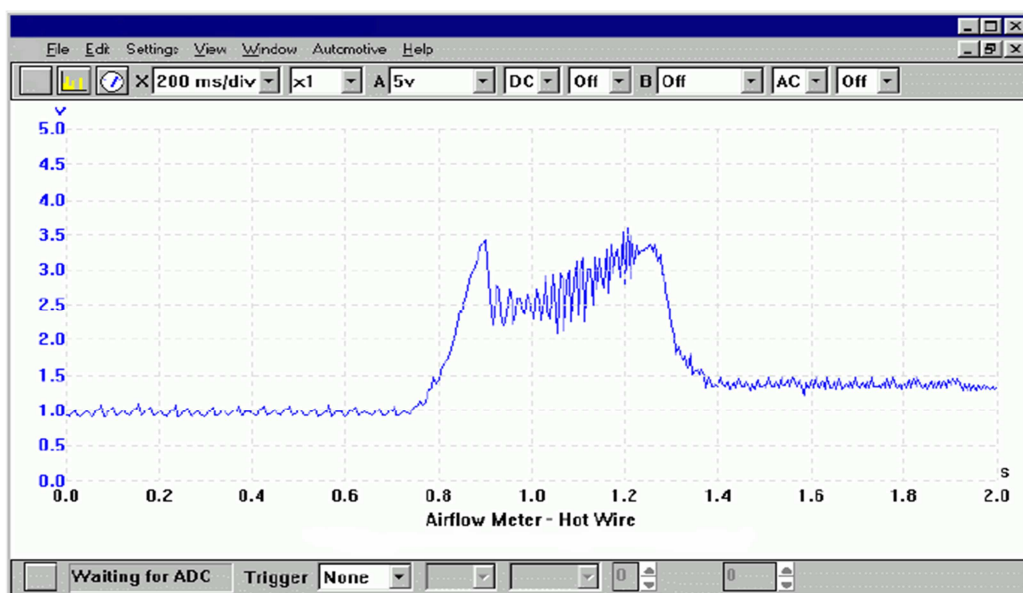 File Edit Settings View Window Automotive Help
X 200 ms/div x1 A 5v DC Off B Off AC Off
v
5.0
4.5
4.0
3.5
3.0
2.5
2.0
1.5
1.0
0.5
0.0
s
0.0 0.2 0.4 0.6 0.8 1.0 1.2 1.4 1.6 1.8 2.0
Airflow Meter - Hot Wire
Waiting for ADC Trigger None 0 0